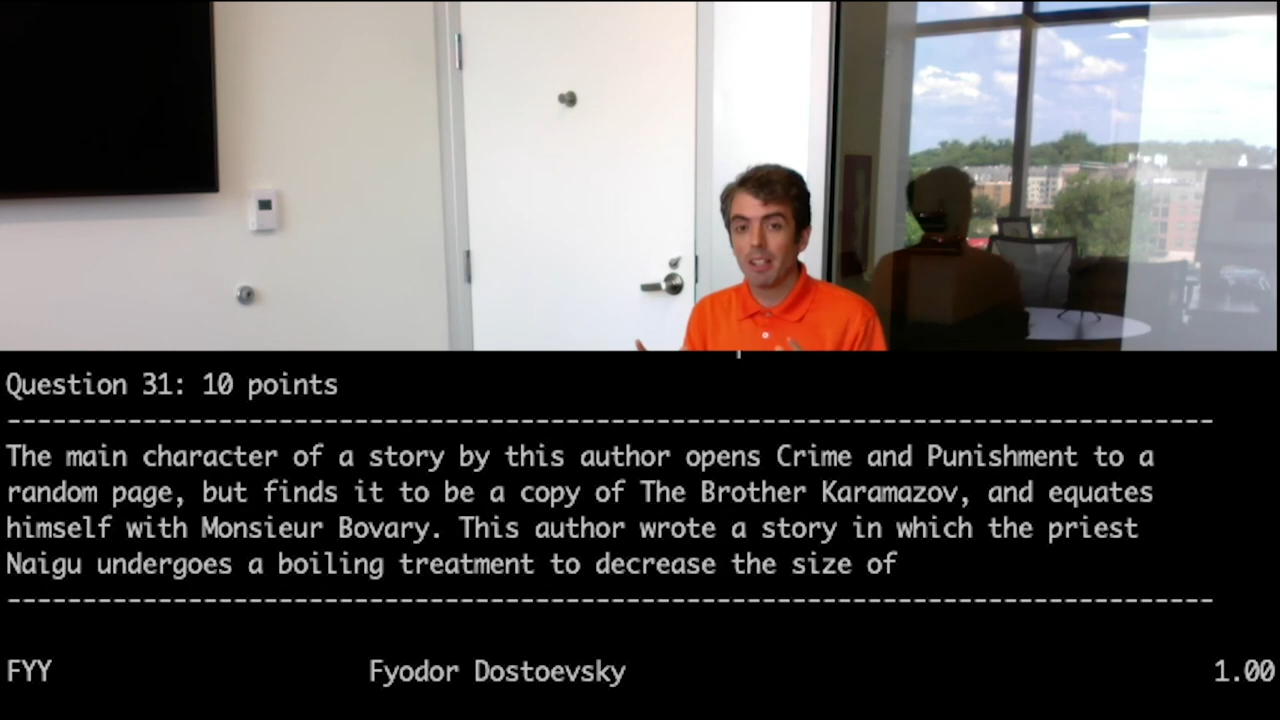 Question 31: 10 points
--------------------------------------------------------------------------------
The main character of a story by this author opens Crime and Punishment to a
random page, but finds it to be a copy of The Brother Karamazov, and equates
himself with Monsieur Bovary. This author wrote a story in which the priest
Naigu undergoes a boiling treatment to decrease the size of
--------------------------------------------------------------------------------
FYY Fyodor Dostoevsky 1.00